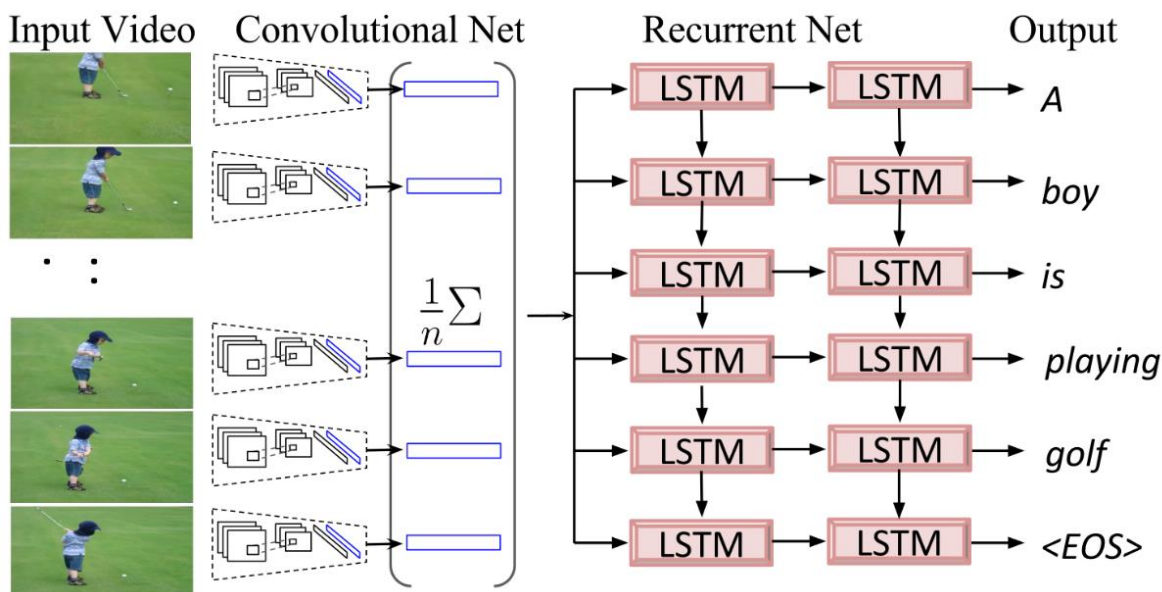 Input Video Convolutional Net Recurrent Net Output
LSTM LSTM A
LSTM LSTM boy
LSTM LSTM is
1/n Σ
LSTM LSTM playing
LSTM LSTM golf
LSTM LSTM <EOS>